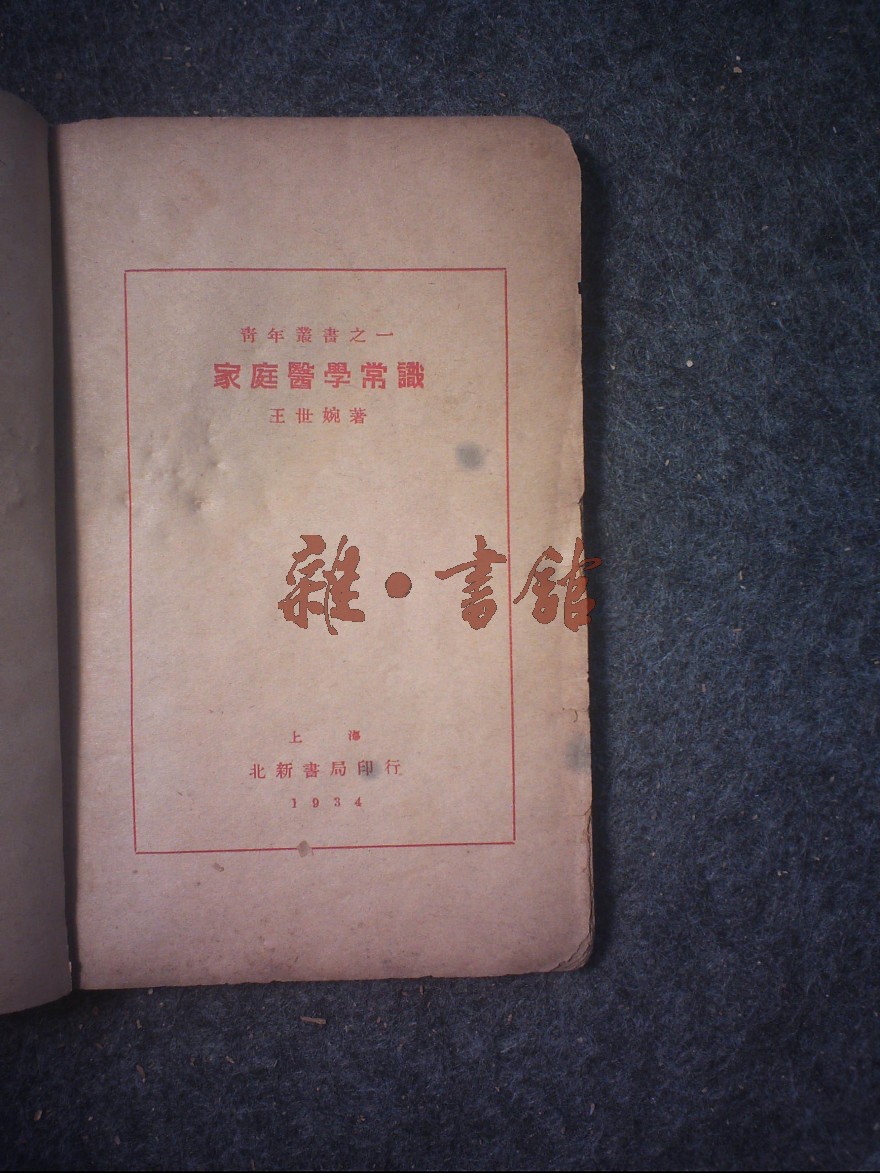 青年叢書之一
家庭醫學常識
王世婉著
雜·書館
上海
北新書局印行
1934